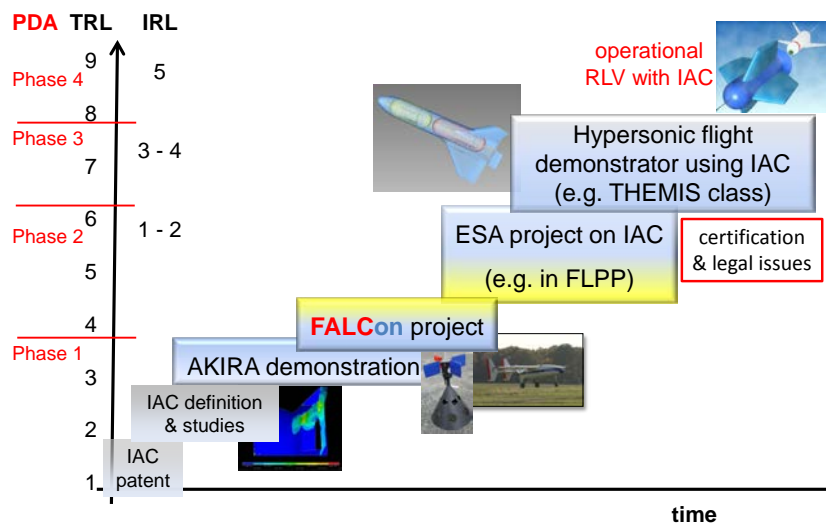 PDA TRL IRL
9
5
Phase 4
8
Phase 3
3 - 4
7
6
1 - 2
Phase 2
5
4
Phase 1
3
2
1
operational
RLV with IAC
Hypersonic flight
demonstrator using IAC
(e.g. THEMIS class)
ESA project on IAC
(e.g. in FLPP)
certification
& legal issues
FALCon project
AKIRA demonstration
IAC definition
& studies
IAC
patent
time